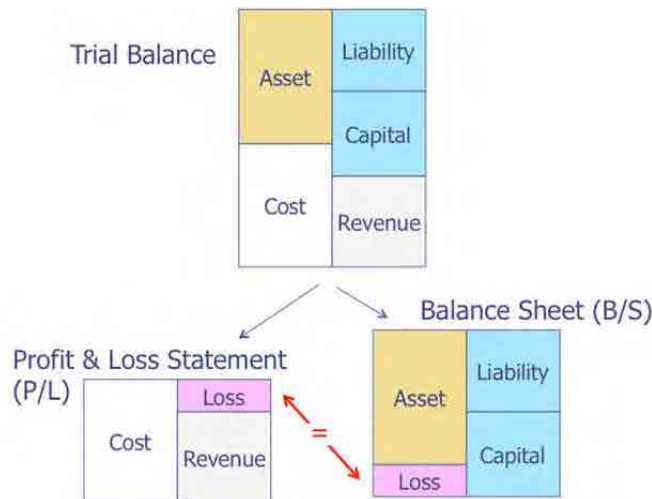 Trial Balance
Asset
Liability
Capital
Cost
Revenue
Balance Sheet (B/S)
Profit & Loss Statement
(P/L)
Loss
Cost
Revenue
=
Asset
Liability
Capital
Loss